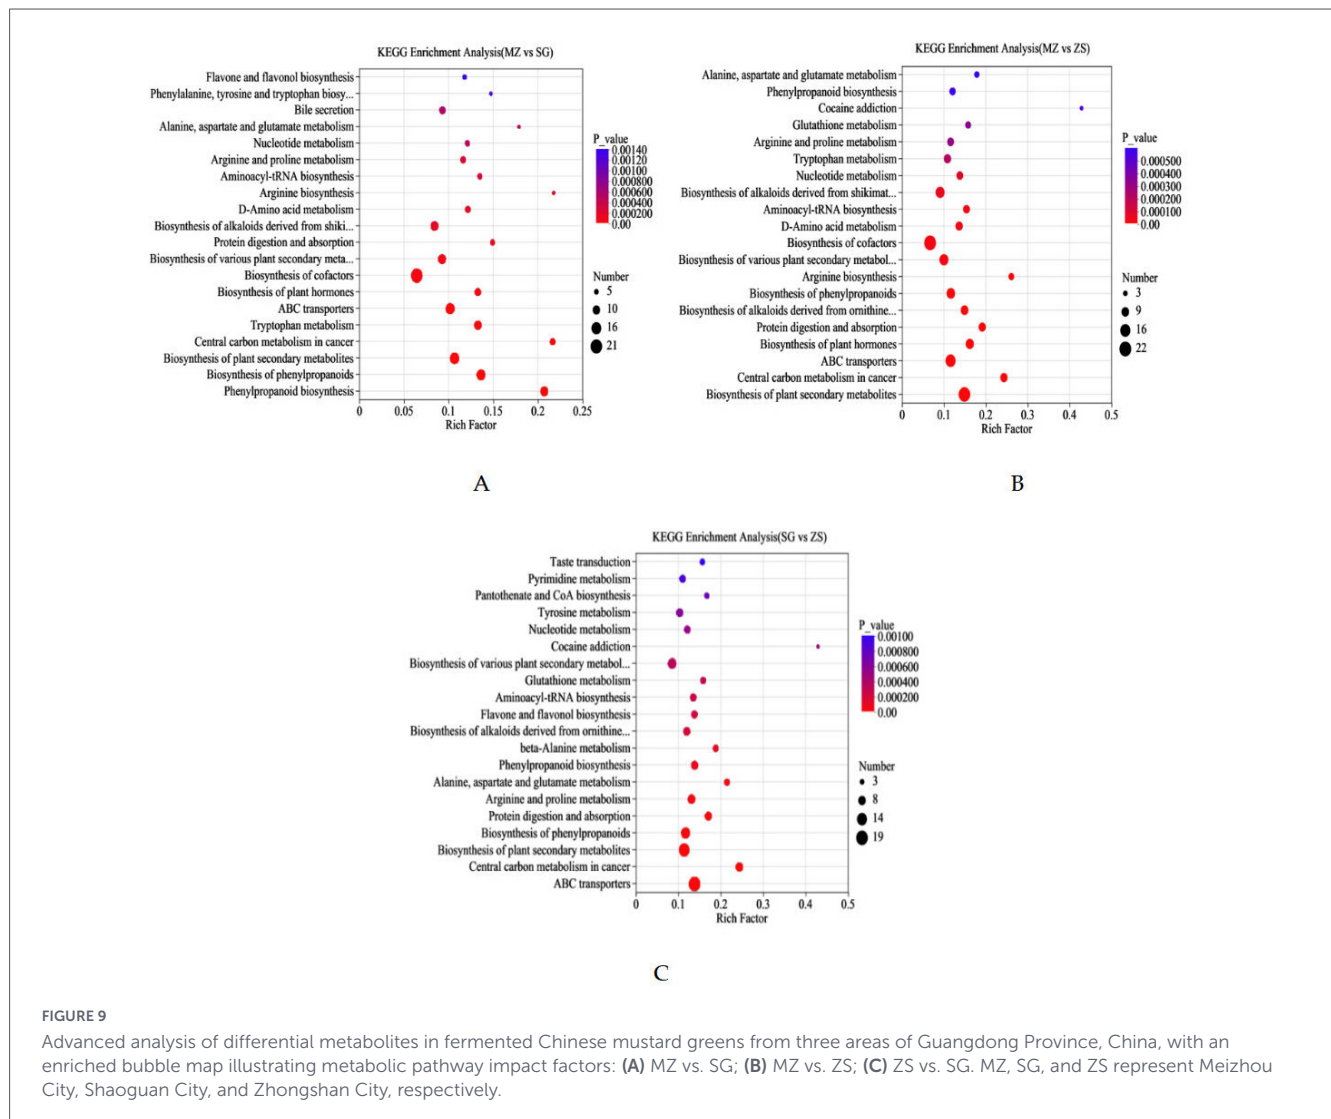 KEGG Enrichment Analysis(MZ vs SG)
Flavone and flavonol biosynthesis
Phenylalanine, tyrosine and tryptophan biosy...
Bile secretion
Alanine, aspartate and glutamate metabolism
Nucleotide metabolism
Arginine and proline metabolism
Aminoacyl-tRNA biosynthesis
Arginine biosynthesis
D-Amino acid metabolism
Biosynthesis of alkaloids derived from shiki...
Protein digestion and absorption
Biosynthesis of various plant secondary meta...
Biosynthesis of cofactors
Biosynthesis of plant hormones
ABC transporters
Tryptophan metabolism
Central carbon metabolism in cancer
Biosynthesis of plant secondary metabolites
Biosynthesis of phenylpropanoids
Phenylpropanoid biosynthesis
0 0.05 0.1 0.15 0.2 0.25
Rich Factor
P_value
0.00140
0.00120
0.00100
0.000800
0.000600
0.000400
0.000200
0.00
Number
5
10
16
21
A
KEGG Enrichment Analysis(MZ vs ZS)
Alanine, aspartate and glutamate metabolism
Phenylpropanoid biosynthesis
Cocaine addiction
Glutathione metabolism
Arginine and proline metabolism
Tryptophan metabolism
Nucleotide metabolism
Biosynthesis of alkaloids derived from shikimat...
Aminoacyl-tRNA biosynthesis
D-Amino acid metabolism
Biosynthesis of cofactors
Biosynthesis of various plant secondary metabol...
Arginine biosynthesis
Biosynthesis of phenylpropanoids
Biosynthesis of alkaloids derived from ornithine...
Protein digestion and absorption
Biosynthesis of plant hormones
ABC transporters
Central carbon metabolism in cancer
Biosynthesis of plant secondary metabolites
0 0.1 0.2 0.3 0.4 0.5
Rich Factor
P_value
0.000500
0.000400
0.000300
0.000200
0.000100
0.00
Number
3
9
16
22
B
KEGG Enrichment Analysis(SG vs ZS)
Taste transduction
Pyrimidine metabolism
Pantothenate and CoA biosynthesis
Tyrosine metabolism
Nucleotide metabolism
Cocaine addiction
Biosynthesis of various plant secondary metabol...
Glutathione metabolism
Aminoacyl-tRNA biosynthesis
Flavone and flavonol biosynthesis
Biosynthesis of alkaloids derived from ornithine...
beta-Alanine metabolism
Phenylpropanoid biosynthesis
Alanine, aspartate and glutamate metabolism
Arginine and proline metabolism
Protein digestion and absorption
Biosynthesis of phenylpropanoids
Biosynthesis of plant secondary metabolites
Central carbon metabolism in cancer
ABC transporters
0 0.1 0.2 0.3 0.4 0.5
Rich Factor
P_value
0.00100
0.000800
0.000600
0.000400
0.000200
0.00
Number
3
8
14
19
C
FIGURE 9
Advanced analysis of differential metabolites in fermented Chinese mustard greens from three areas of Guangdong Province, China, with an
enriched bubble map illustrating metabolic pathway impact factors: (A) MZ vs. SG; (B) MZ vs. ZS; (C) ZS vs. SG. MZ, SG, and ZS represent Meizhou
City, Shaoguan City, and Zhongshan City, respectively.